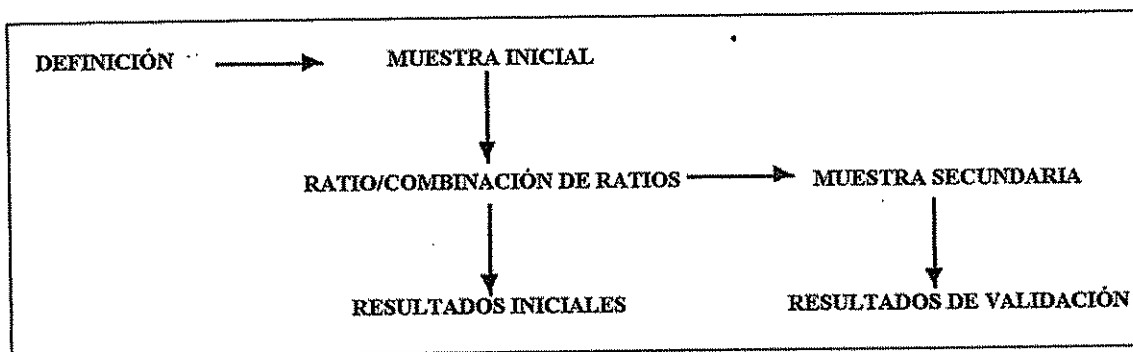 DEFINICIÓN MUESTRA INICIAL
RATIO/COMBINACIÓN DE RATIOS MUESTRA SECUNDARIA
RESULTADOS INICIALES RESULTADOS DE VALIDACIÓN